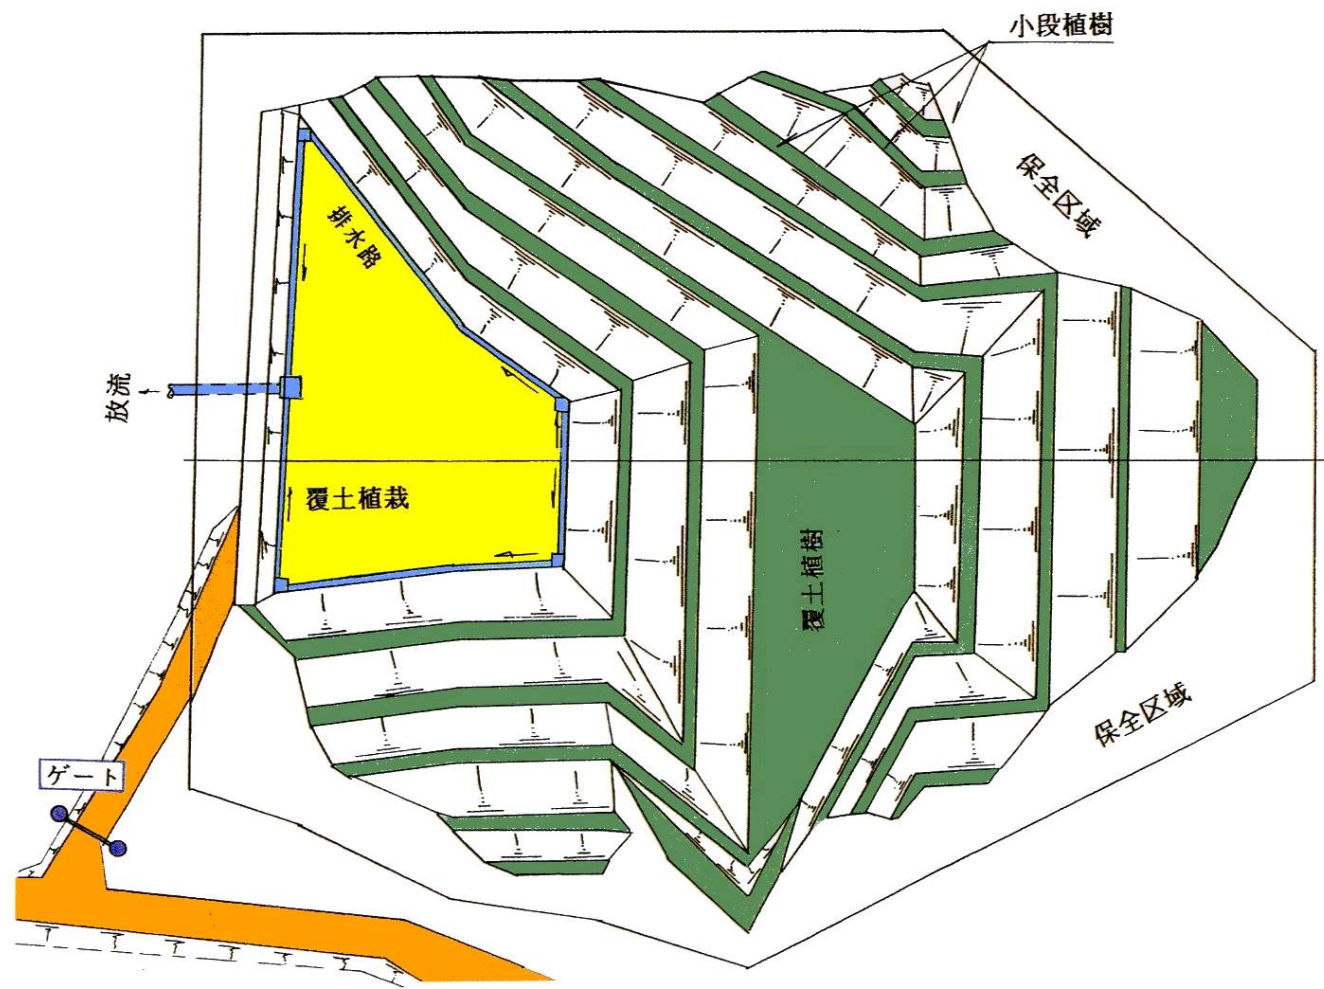 小段植樹
保全区域
排水路
放流
覆土植栽
覆土植樹
保全区域
ゲート